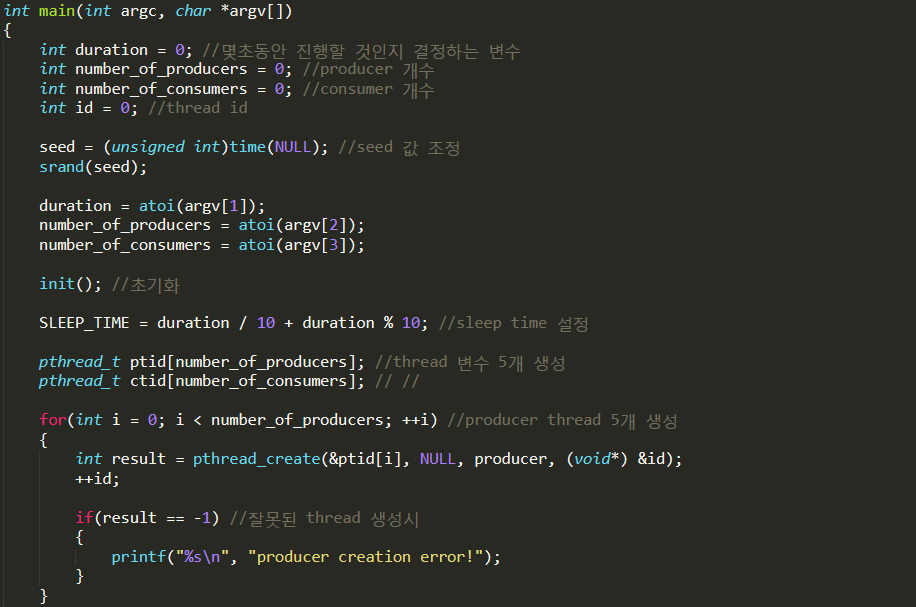 int main(int argc, char *argv[])
{
int duration = 0; //몇초동안 진행할 것인지 결정하는 변수
int number_of_producers = 0; //producer 개수
int number_of_consumers = 0; //consumer 개수
int id = 0; //thread id
seed = (unsigned int)time(NULL); //seed 값 조정
srand(seed);
duration = atoi(argv[1]);
number_of_producers = atoi(argv[2]);
number_of_consumers = atoi(argv[3]);
init(); //초기화
SLEEP_TIME = duration / 10 + duration % 10; //sleep time 설정
pthread_t ptid[number_of_producers]; //thread 변수 5개 생성
pthread_t ctid[number_of_consumers]; // //
for(int i = 0; i < number_of_producers; ++i) //producer thread 5개 생성
{
int result = pthread_create(&ptid[i], NULL, producer, (void*) &id);
++id;
if(result == -1) //잘못된 thread 생성시
{
printf("%s\n", "producer creation error!");
}
}